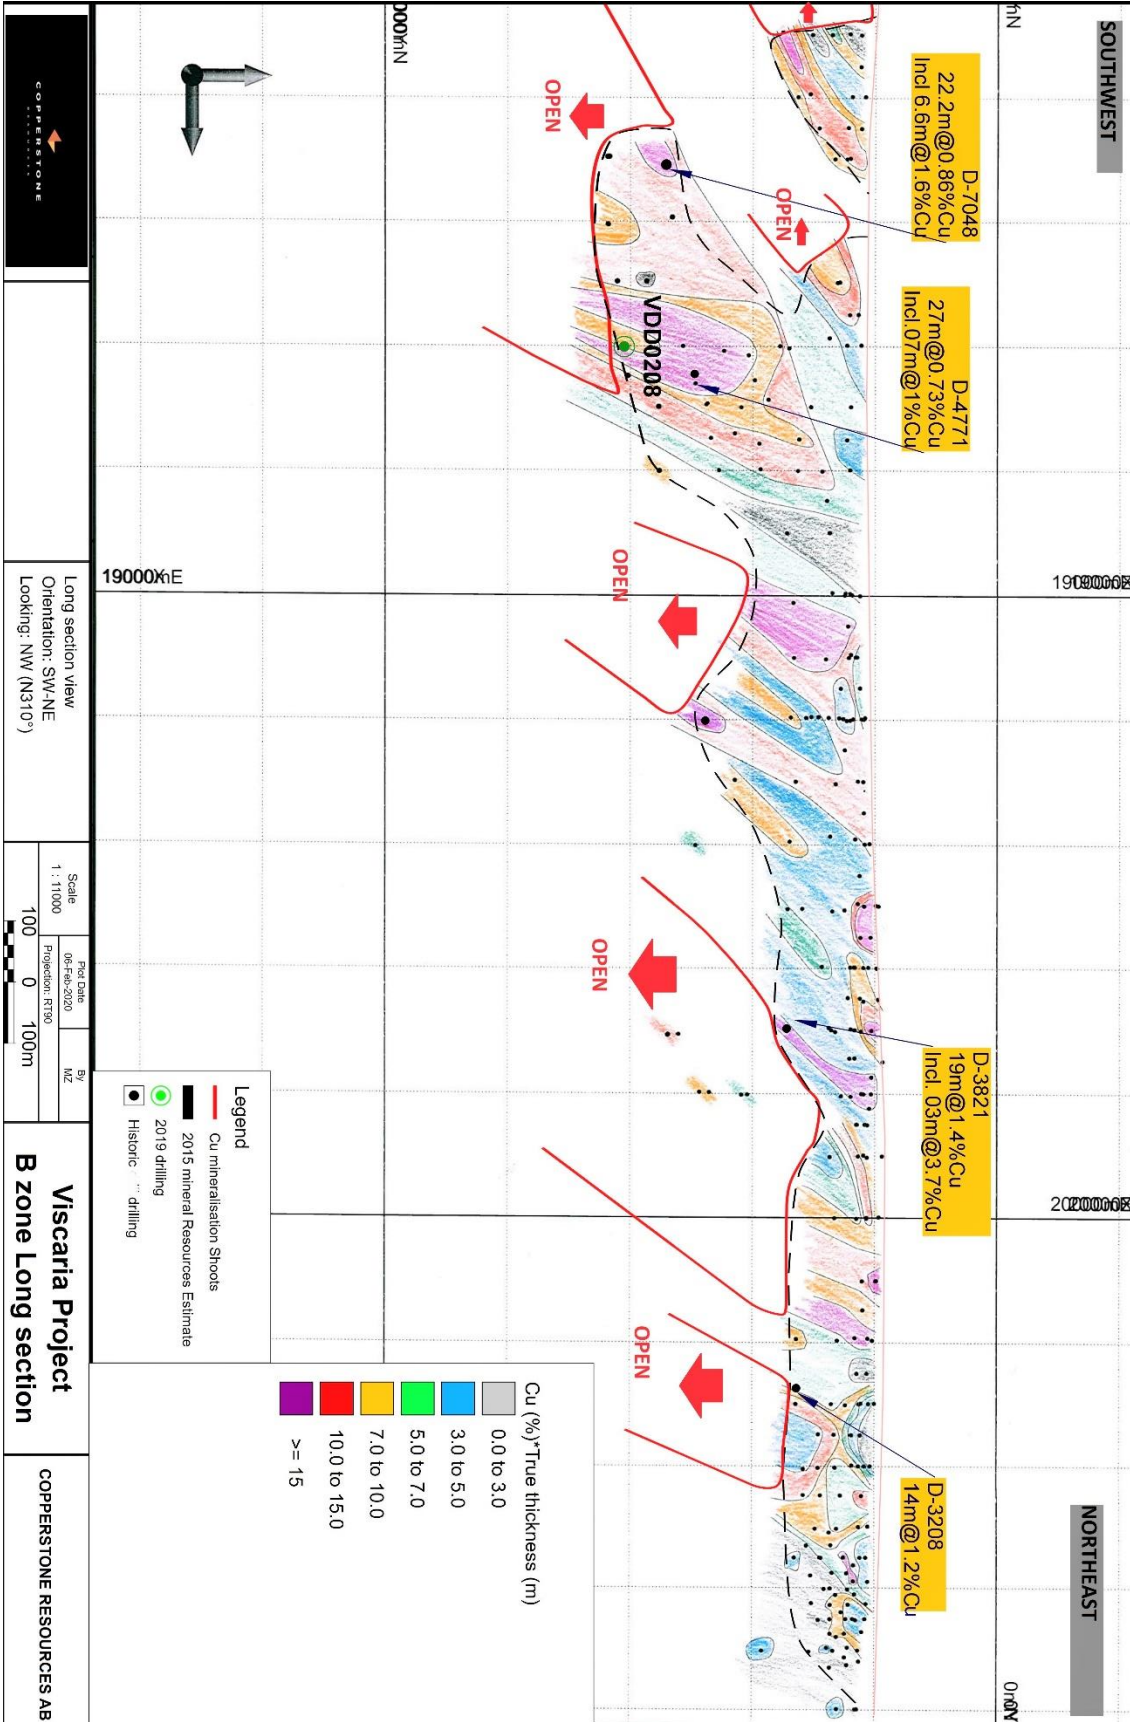 SOUTHWEST
NORTHEAST
D-7048
22.2m@0.86%Cu
Incl 6.6m@1.6%Cu
D-4771
27m@0.73%Cu
Incl.07m@1%Cu
D-3821
19m@1.4%Cu
Incl. 03m@3.7%Cu
D-3208
14m@1.2%Cu
OPEN
OPEN
VDD0208
OPEN
OPEN
OPEN
19000XmE
Cu (%)*True thickness (m)
0.0 to 3.0
3.0 to 5.0
5.0 to 7.0
7.0 to 10.0
10.0 to 15.0
>= 15
Legend
Cu mineralisation Shoots
2015 mineral Resources Estimate
2019 drilling
Historic drilling
COPPERSTONE
Long section view
Orientation: SW-NE
Looking: NW (N310°)
Scale
1 : 11000
Plot Date
06-Feb-2020
By
MZ
Projection: RT90
100 0 100m
Viscaria Project
B zone Long section
COPPERSTONE RESOURCES AB